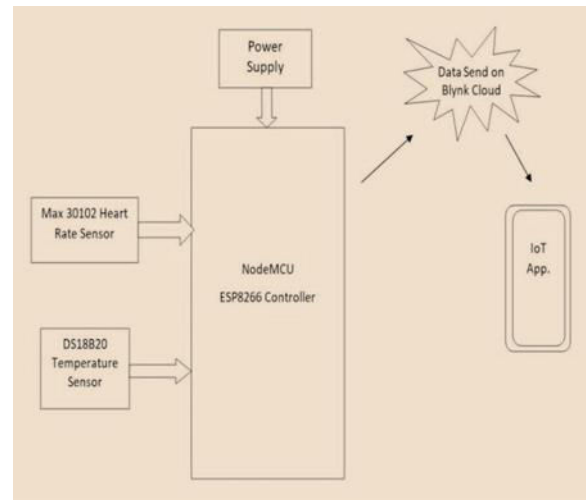 Power
Supply
Data Send on
Blynk Cloud
Max 30102 Heart
Rate Sensor
NodeMCU
ESP8266 Controller
IoT
App.
DS18B20
Temperature
Sensor